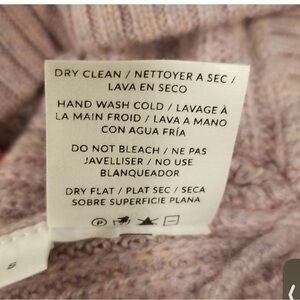 DRY CLEAN / NETTOYER A SEC /
LAVA EN SECO
HAND WASH COLD / LAVAGE À
LA MAIN FROID / LAVA A MANO
CON AGUA FRÍA
DO NOT BLEACH / NE PAS
JAVELLISER / NO USE
BLANQUEADOR
DRY FLAT / PLAT SEC / SECA
SOBRE SUPERFICIE PLANA
P
S